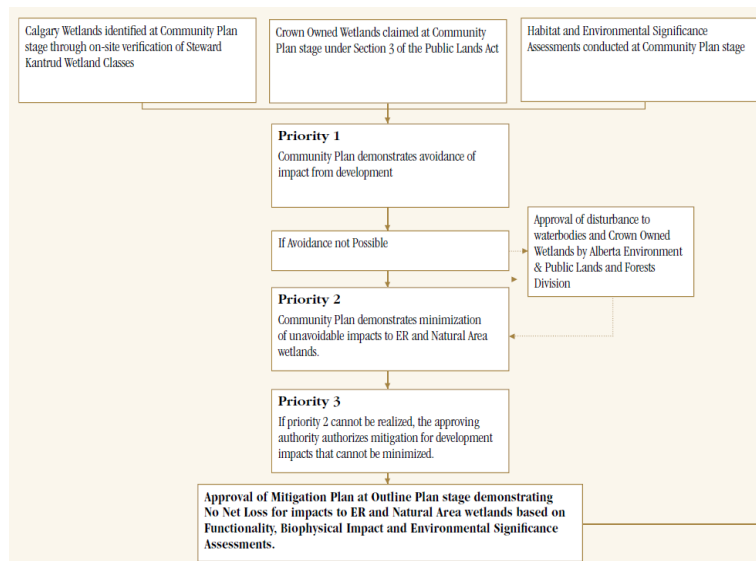 Calgary Wetlands identified at Community Plan
stage through on-site verification of Steward
Kantrud Wetland Classes
Crown Owned Wetlands claimed at Community
Plan stage under Section 3 of the Public Lands Act
Habitat and Environmental Significance
Assessments conducted at Community Plan stage
Priority 1
Community Plan demonstrates avoidance of
impact from development
If Avoidance not Possible
Approval of disturbance to
waterbodies and Crown Owned
Wetlands by Alberta Environment
& Public Lands and Forests
Division
Priority 2
Community Plan demonstrates minimization
of unavoidable impacts to ER and Natural Area
wetlands.
Priority 3
If priority 2 cannot be realized, the approving
authority authorizes mitigation for development
impacts that cannot be minimized.
Approval of Mitigation Plan at Outline Plan stage demonstrating
No Net Loss for impacts to ER and Natural Area wetlands based on
Functionality, Biophysical Impact and Environmental Significance
Assessments.